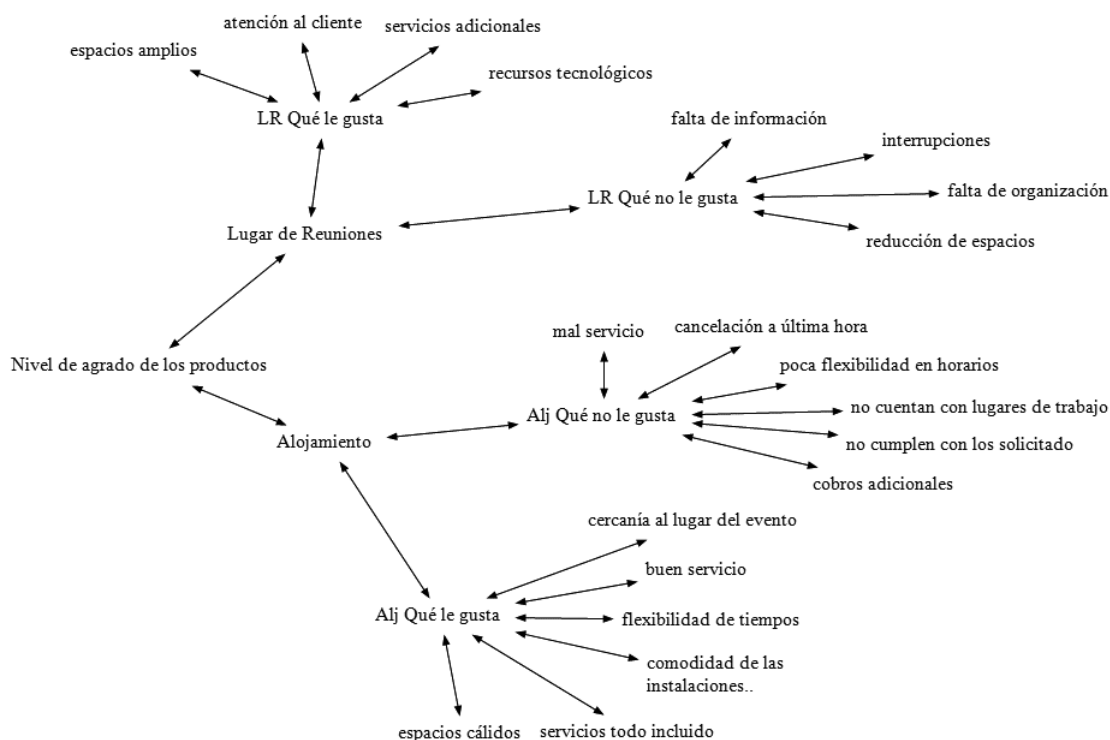 atención al cliente
servicios adicionales
espacios amplios
recursos tecnológicos
LR Qué le gusta
falta de información
interrupciones
LR Qué no le gusta
falta de organización
Lugar de Reuniones
reducción de espacios
mal servicio
cancelación a última hora
Nivel de agrado de los productos
poca flexibilidad en horarios
no cuentan con lugares de trabajo
Alj Qué no le gusta
Alojamiento
no cumplen con los solicitado
cobros adicionales
cercanía al lugar del evento
buen servicio
Alj Qué le gusta
flexibilidad de tiempos
comodidad de las
instalaciones..
espacios cálidos
servicios todo incluido